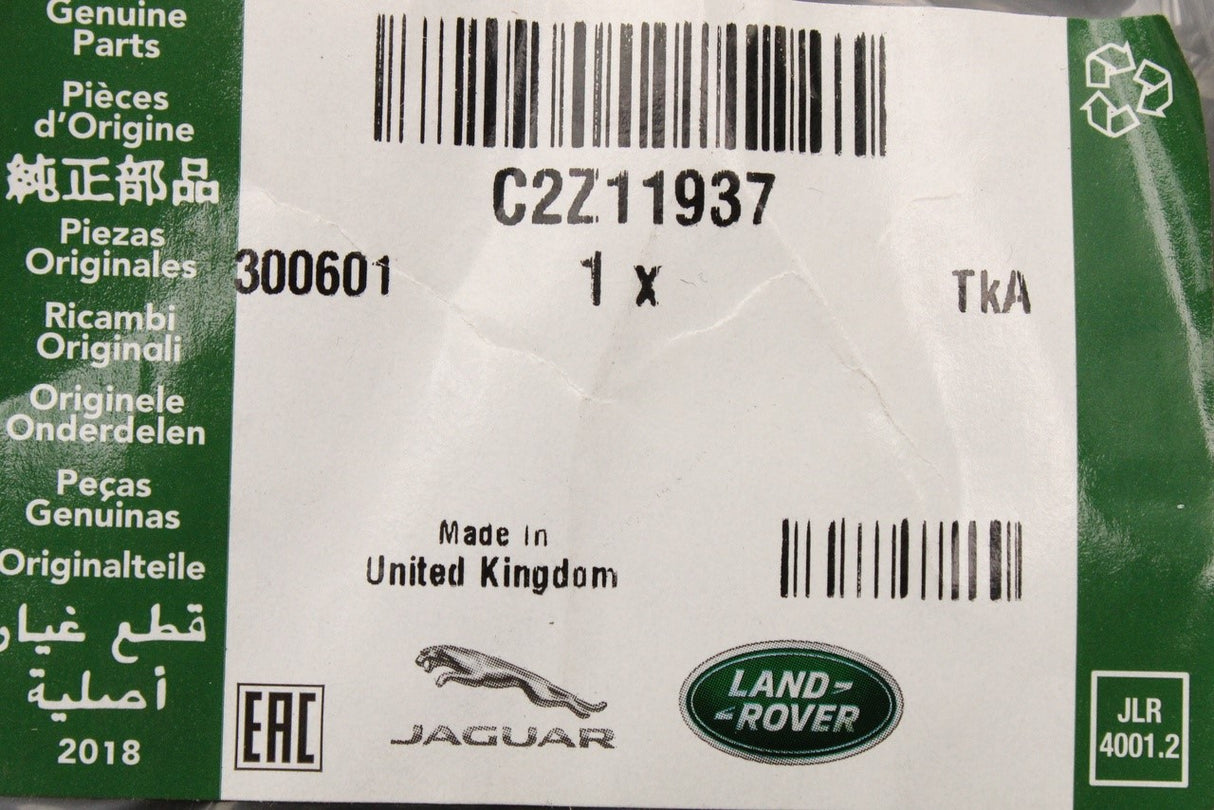 Genuine
Parts
Pièces
d'Origine
純正部品
Piezas
Originales
Ricambi
Originali
Originele
Onderdelen
Peças
Genuinas
Originalteile
قطع غيار
أصلية
2018
C2Z11937
300601 1 x TkA
Made In
United Kingdom
EAC
JAGUAR
LAND
ROVER
JLR
4001.2